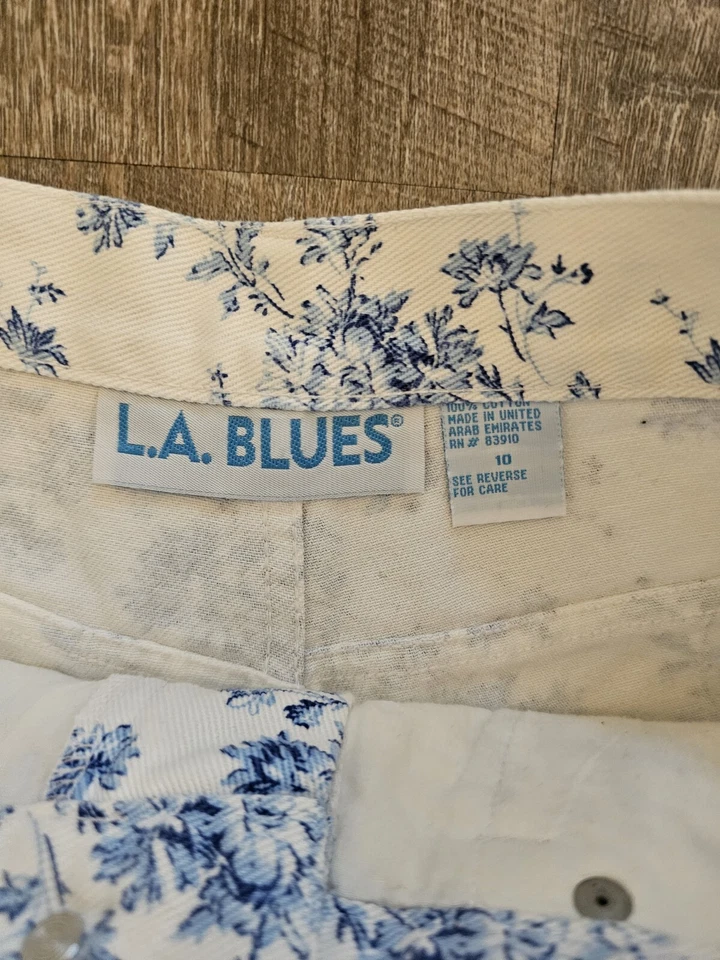 L.A. BLUES®
100% COTTON
MADE IN UNITED
ARAB EMIRATES
RN# 83910
10
SEE REVERSE
FOR CARE